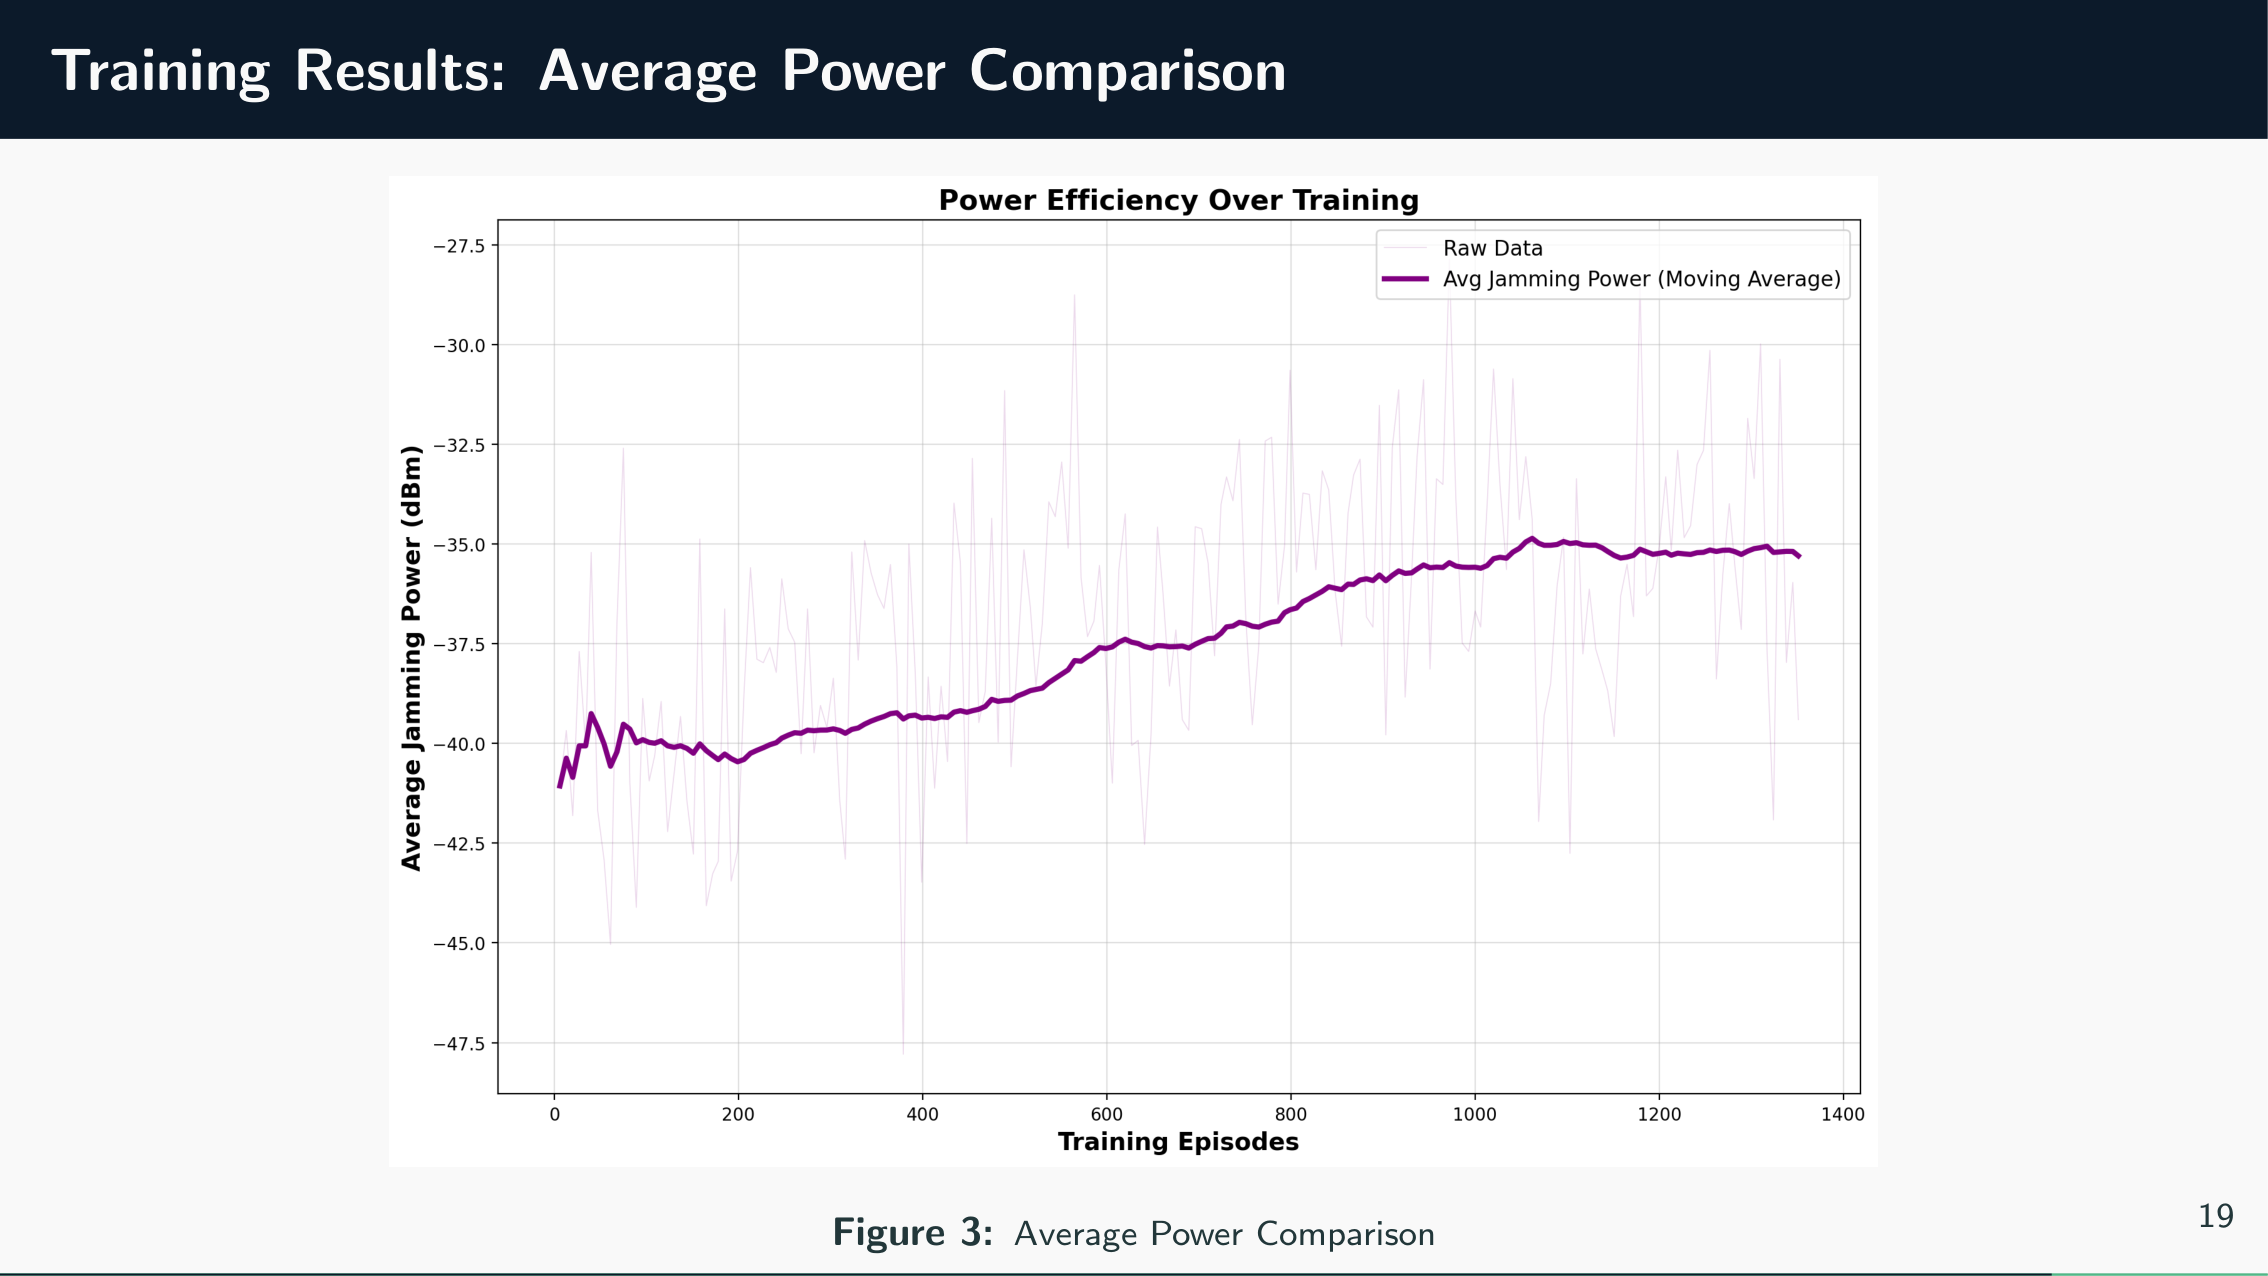 Training Results: Average Power Comparison
Power Efficiency Over Training
Raw Data
Avg Jamming Power (Moving Average)
Average Jamming Power (dBm)
−27.5
−30.0
−32.5
−35.0
−37.5
−40.0
−42.5
−45.0
−47.5
0 200 400 600 800 1000 1200 1400
Training Episodes
Figure 3: Average Power Comparison
19